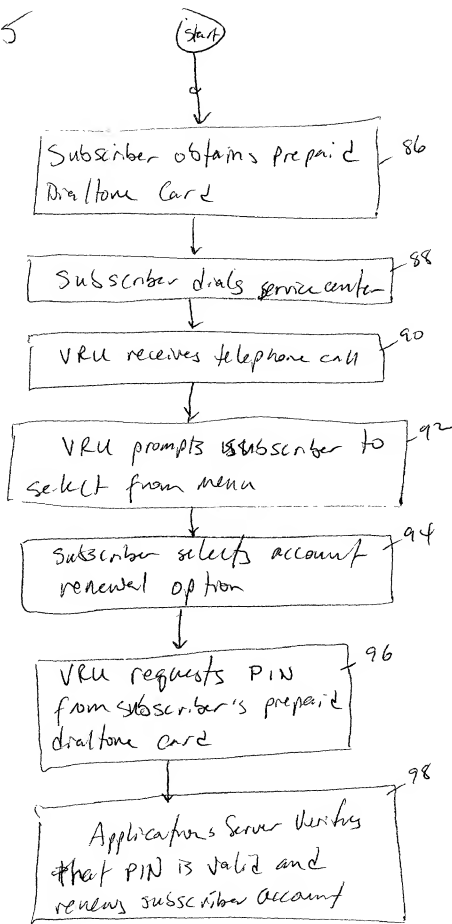 5
Start
Subscriber obtains prepaid
Dialtone Card
86
Subscriber dials service center
88
VRU receives telephone call
90
VRU prompts subscriber to
select from menu
92
Subscriber selects account
renewal option
94
VRU requests PIN
from subscriber's prepaid
dialtone card
96
Applications Server Verifies
that PIN is valid and
renews subscriber account
98